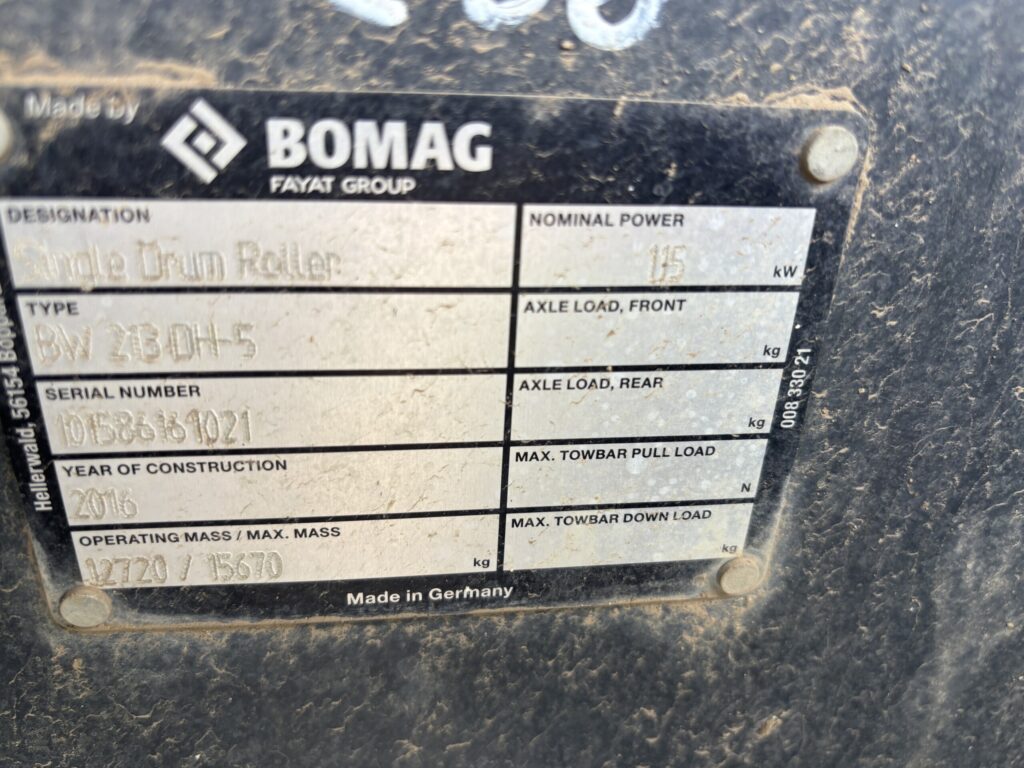 Made by
BOMAG
FAYAT GROUP
DESIGNATION
Single Drum Roller
NOMINAL POWER
115 kW
TYPE
BW 213 DH-5
AXLE LOAD, FRONT
kg
SERIAL NUMBER
101586161021
AXLE LOAD, REAR
kg
YEAR OF CONSTRUCTION
2016
MAX. TOWBAR PULL LOAD
N
OPERATING MASS / MAX. MASS
12720 / 15670 kg
MAX. TOWBAR DOWN LOAD
kg
Made in Germany
Hellerwald, 56154
008 330 21